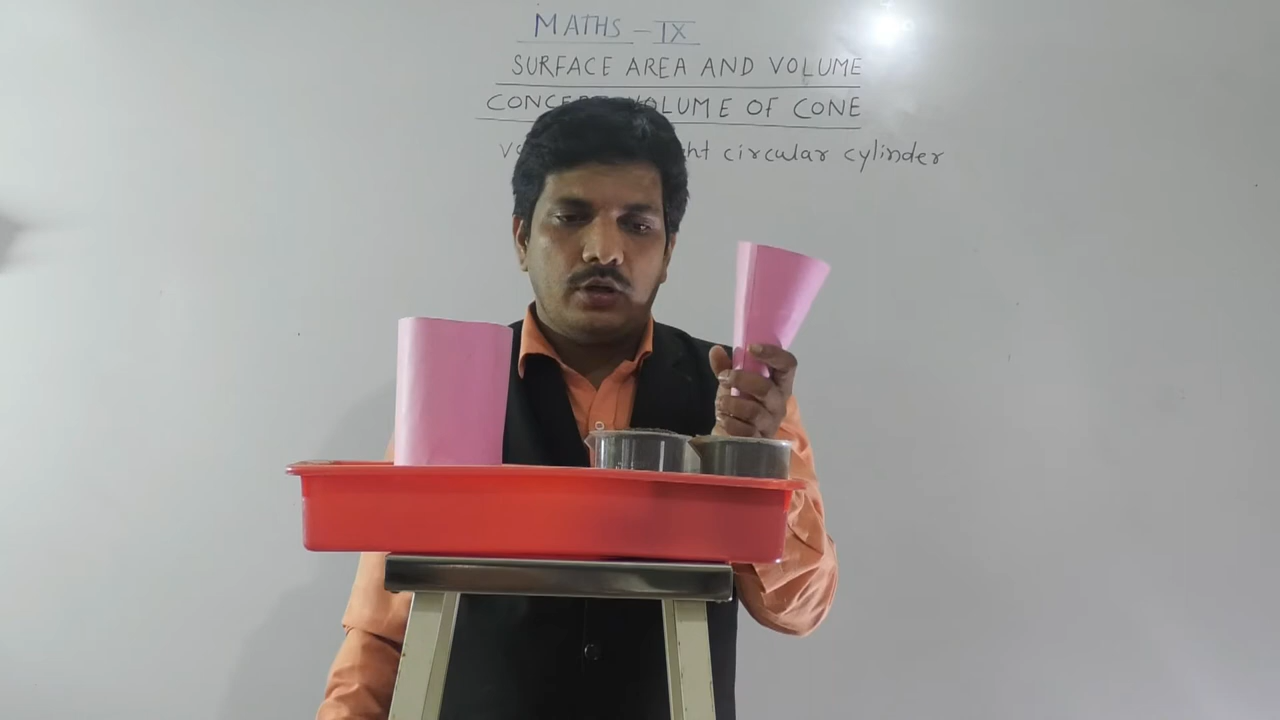 MATHS - IX
SURFACE AREA AND VOLUME
VOLUME OF CONE
circular cylinder